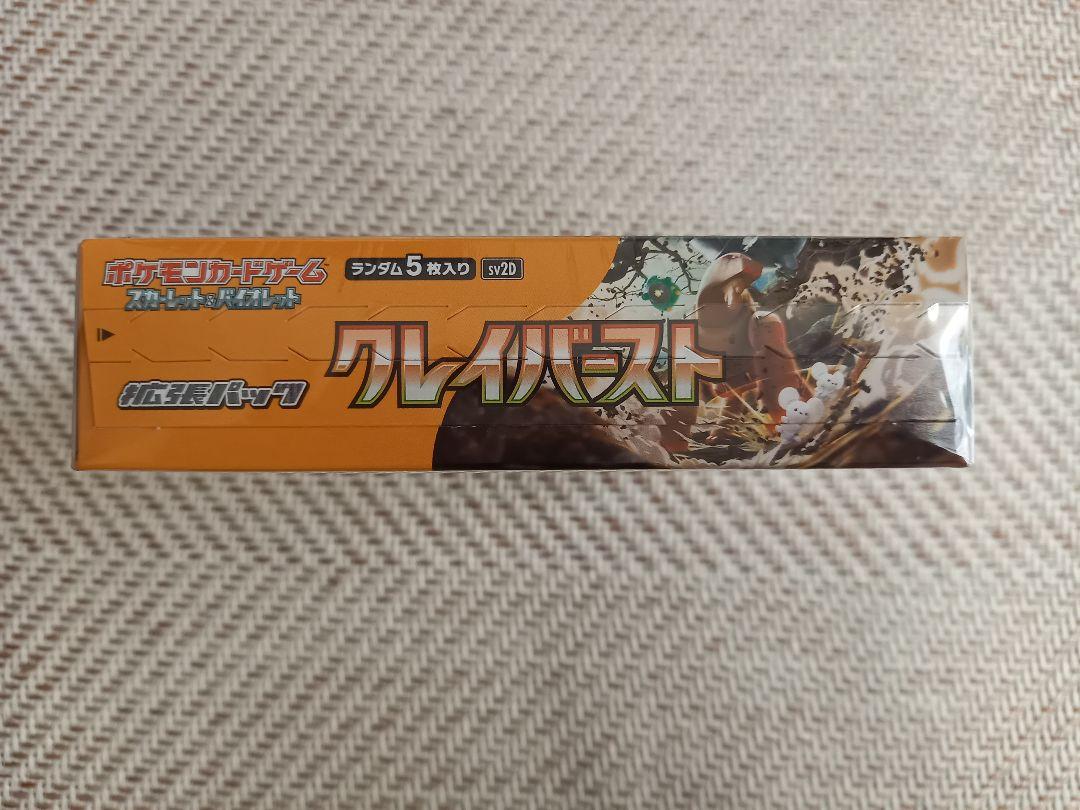 ポケモンカードゲーム
スカーレット&バイオレット
ランダム5枚入り sv2D
拡張パック
クレイバースト